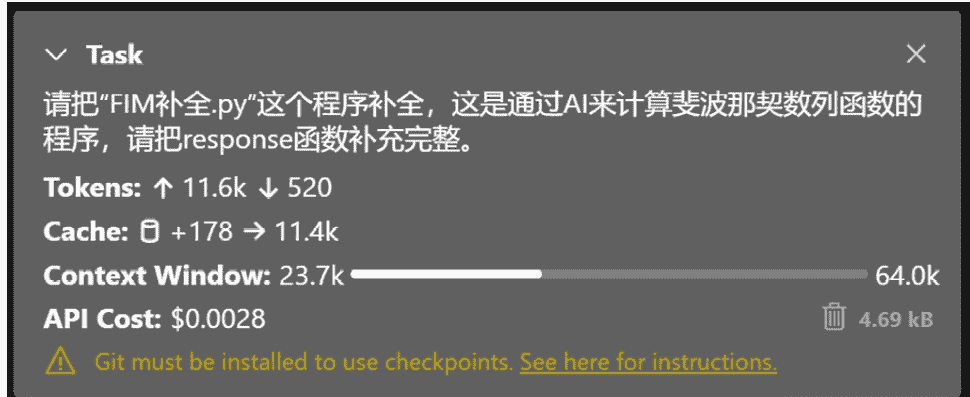 Task
请把“FIM补全.py”这个程序补全，这是通过AI来计算斐波那契数列函数的
程序，请把response函数补充完整。
Tokens: ↑ 11.6k ↓ 520
Cache: +178 → 11.4k
Context Window: 23.7k 64.0k
API Cost: $0.0028 4.69 kB
Git must be installed to use checkpoints. See here for instructions.